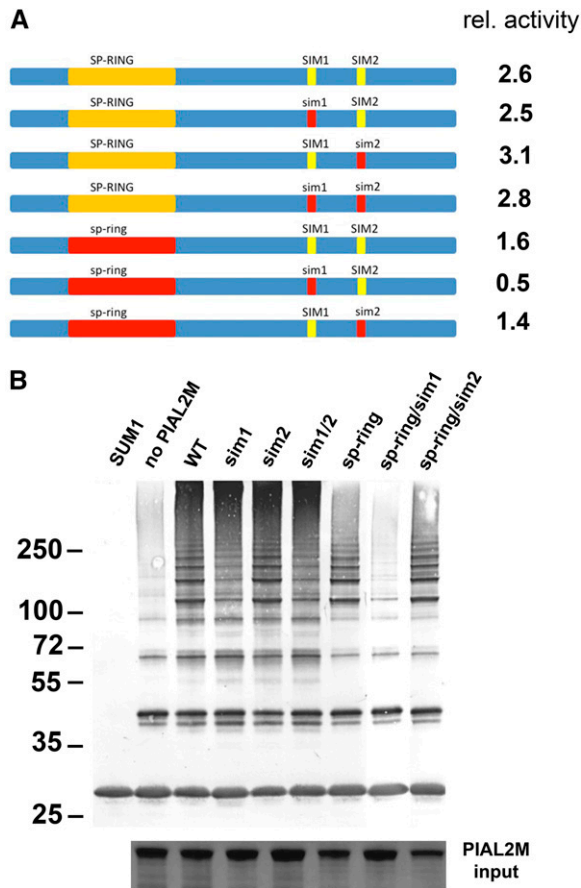 A
rel. activity
SP-RING SIM1 SIM2 2.6
SP-RING sim1 SIM2 2.5
SP-RING SIM1 sim2 3.1
SP-RING sim1 sim2 2.8
sp-ring SIM1 SIM2 1.6
sp-ring sim1 SIM2 0.5
sp-ring SIM1 sim2 1.4
B
SUM1 no PIAL2M WT sim1 sim2 sim1/2 sp-ring sp-ring/sim1 sp-ring/sim2
250
100
72
55
35
25
PIAL2M
input